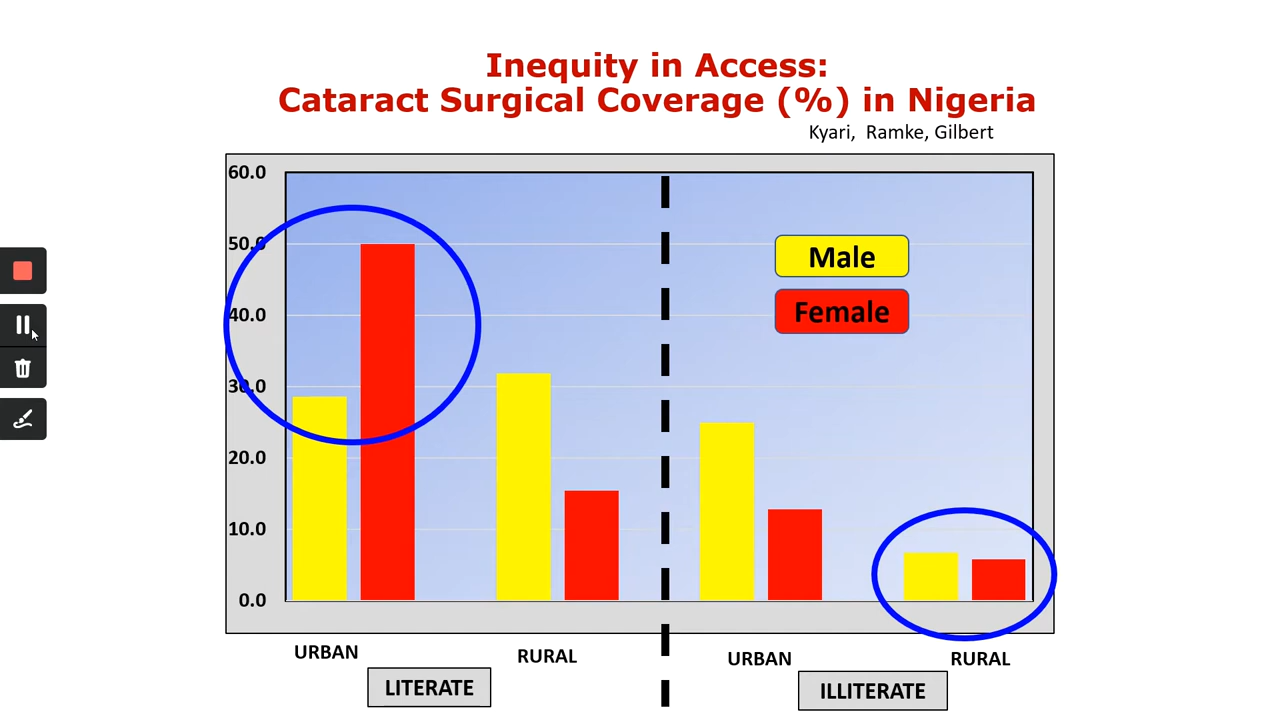 Inequity in Access:
Cataract Surgical Coverage (%) in Nigeria
Kyari, Ramke, Gilbert
60.0
50.0
40.0
30.0
20.0
10.0
0.0
Male
Female
URBAN
RURAL
URBAN
RURAL
LITERATE
ILLITERATE